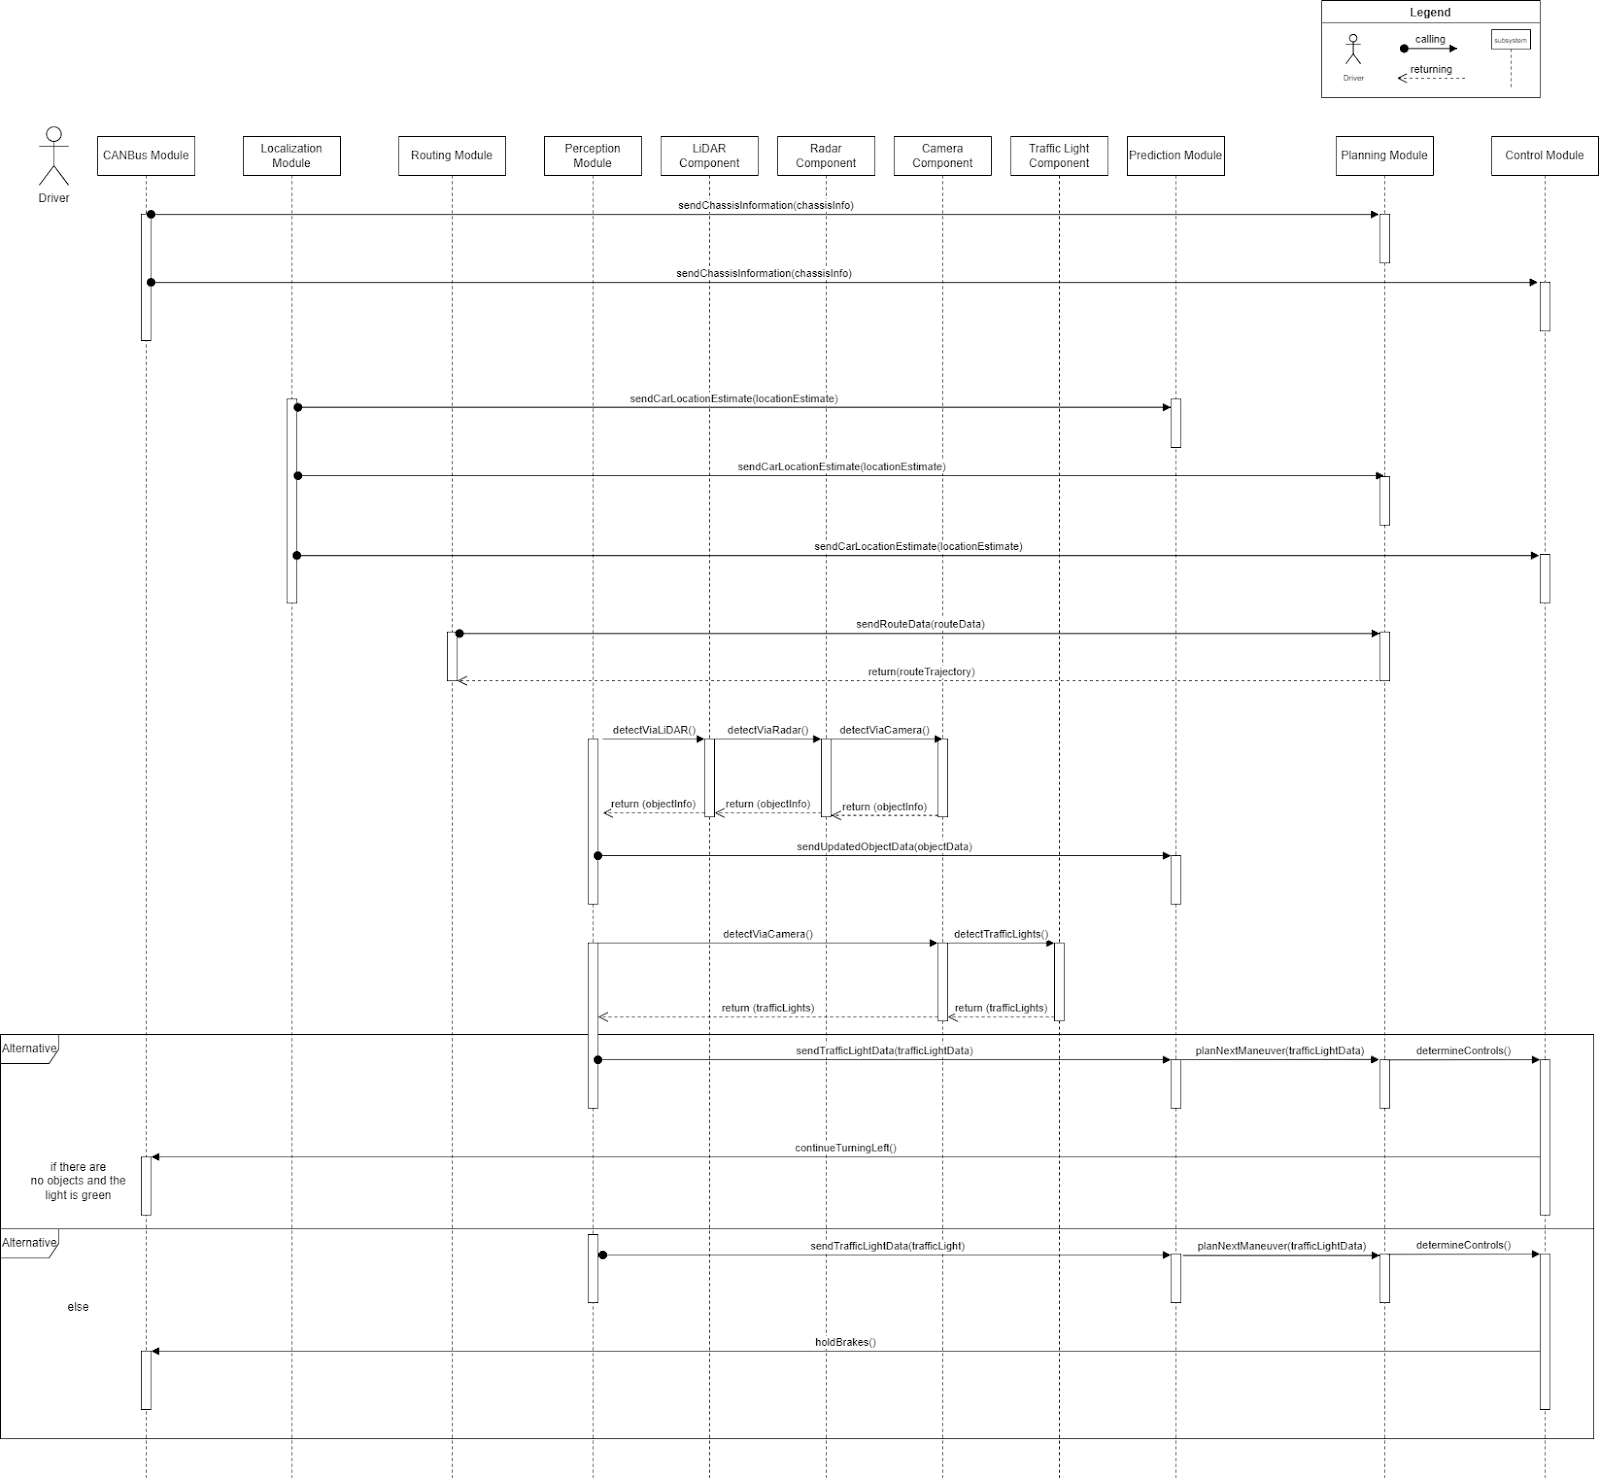 Legend
calling
subsystem
returning
Driver
Driver
CANBus Module
Localization
Module
Routing Module
Perception
Module
LiDAR
Component
Radar
Component
Camera
Component
Traffic Light
Component
Prediction Module
Planning Module
Control Module
sendChassisInformation(chassisInfo)
sendChassisInformation(chassisInfo)
sendCarLocationEstimate(locationEstimate)
sendCarLocationEstimate(locationEstimate)
sendCarLocationEstimate(locationEstimate)
sendRouteData(routeData)
return(routeTrajectory)
detectViaLiDAR()
detectViaRadar()
detectViaCamera()
return (objectInfo)
return (objectInfo)
return (objectInfo)
sendUpdatedObjectData(objectData)
detectViaCamera()
detectTrafficLights()
return (trafficLights)
return (trafficLights)
Alternative
sendTrafficLightData(trafficLightData)
planNextManeuver(trafficLightData)
determineControls()
continueTurningLeft()
if there are
no objects and the
light is green
Alternative
sendTrafficLightData(trafficLight)
planNextManeuver(trafficLightData)
determineControls()
else
holdBrakes()